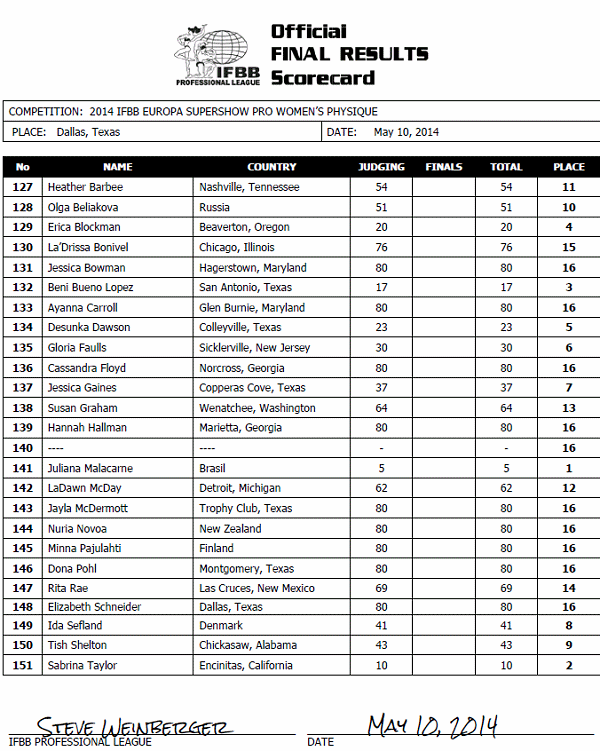 Official
FINAL RESULTS
Scorecard
IFBB
PROFESSIONAL LEAGUE
COMPETITION: 2014 IFBB EUROPA SUPERSHOW PRO WOMEN'S PHYSIQUE
PLACE: Dallas, Texas DATE: May 10, 2014
No NAME COUNTRY JUDGING FINALS TOTAL PLACE
127 Heather Barbee Nashville, Tennessee 54 54 11
128 Olga Beliakova Russia 51 51 10
129 Erica Blockman Beaverton, Oregon 20 20 4
130 La'Drissa Bonivel Chicago, Illinois 76 76 15
131 Jessica Bowman Hagerstown, Maryland 80 80 16
132 Beni Bueno Lopez San Antonio, Texas 17 17 3
133 Ayanna Carroll Glen Burnie, Maryland 80 80 16
134 Desunka Dawson Colleyville, Texas 23 23 5
135 Gloria Faulls Sicklerville, New Jersey 30 30 6
136 Cassandra Floyd Norcross, Georgia 80 80 16
137 Jessica Gaines Copperas Cove, Texas 37 37 7
138 Susan Graham Wenatchee, Washington 64 64 13
139 Hannah Hallman Marietta, Georgia 80 80 16
140 ---- ---- - - 16
141 Juliana Malacarne Brasil 5 5 1
142 LaDawn McDay Detroit, Michigan 62 62 12
143 Jayla McDermott Trophy Club, Texas 80 80 16
144 Nuria Novoa New Zealand 80 80 16
145 Minna Pajulahti Finland 80 80 16
146 Dona Pohl Montgomery, Texas 80 80 16
147 Rita Rae Las Cruces, New Mexico 69 69 14
148 Elizabeth Schneider Dallas, Texas 80 80 16
149 Ida Sefland Denmark 41 41 8
150 Tish Shelton Chickasaw, Alabama 43 43 9
151 Sabrina Taylor Encinitas, California 10 10 2
STEVE WEINBERGER MAY 10, 2014
IFBB PROFESSIONAL LEAGUE DATE